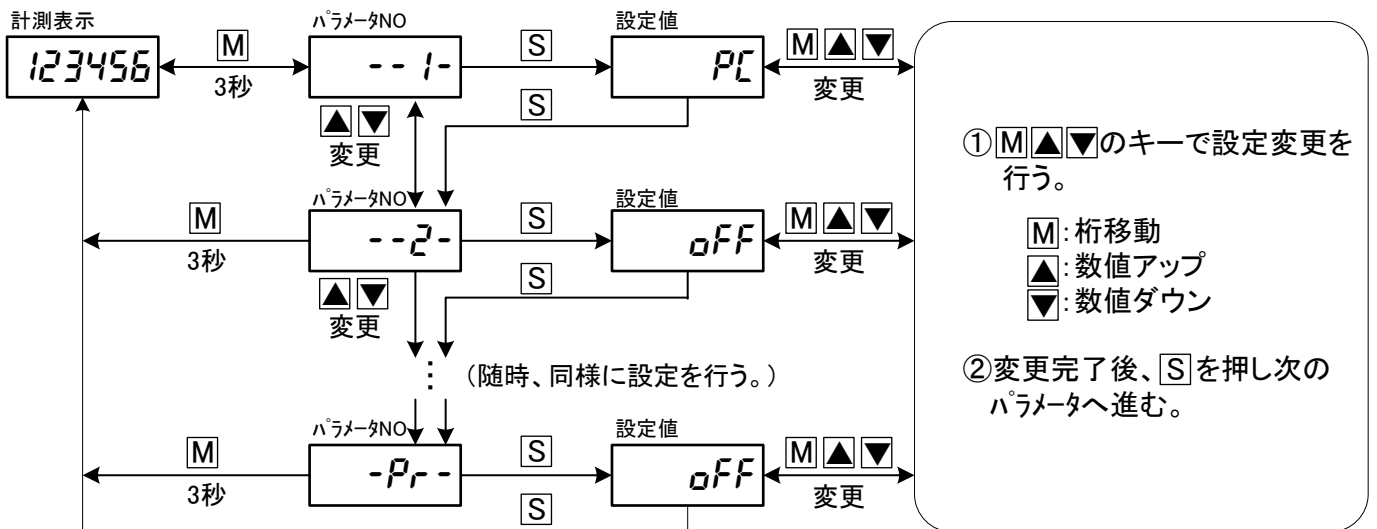 計測表示
パラメータNO
設定値
123456
M
3秒
--1-
S
PC
M▲▼
変更
▲▼
変更
S
パラメータNO
設定値
M
3秒
--2-
S
oFF
M▲▼
変更
▲▼
変更
S
⋮ (随時、同様に設定を行う。)
パラメータNO
設定値
M
3秒
-Pr-
S
oFF
M▲▼
変更
S
①M▲▼のキーで設定変更を
行う。
M:桁移動
▲:数値アップ
▼:数値ダウン
②変更完了後、Sを押し次の
パラメータへ進む。